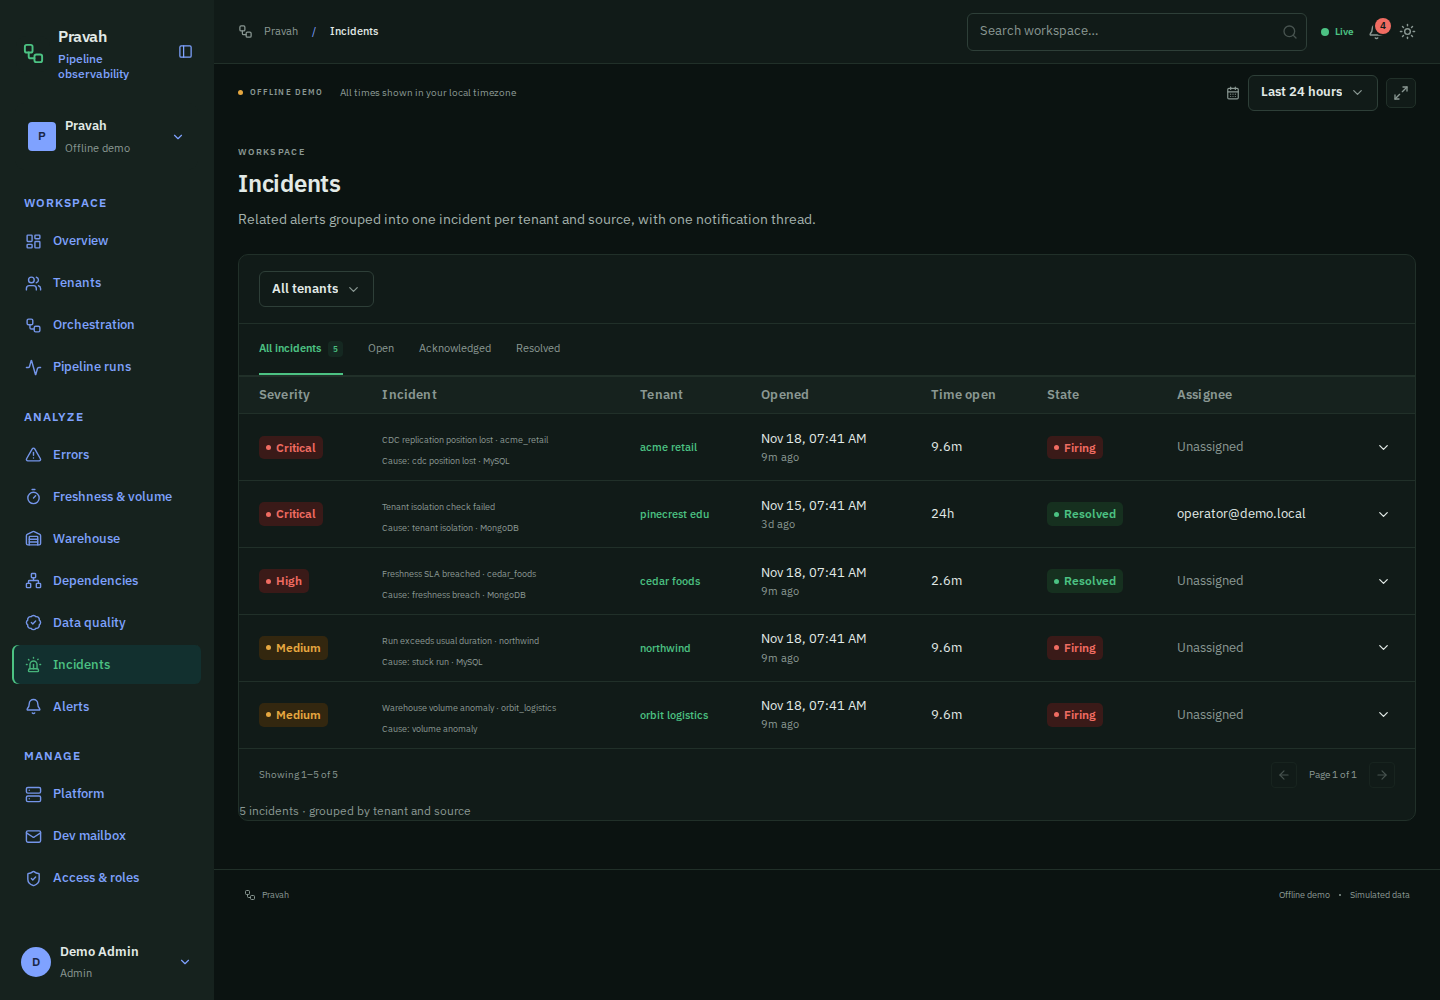 Pravah
Pipeline
observability
P
Pravah
Offline demo
WORKSPACE
Overview
Tenants
Orchestration
Pipeline runs
ANALYZE
Errors
Freshness & volume
Warehouse
Dependencies
Data quality
Incidents
Alerts
MANAGE
Platform
Dev mailbox
Access & roles
D
Demo Admin
Admin
Pravah / Incidents
Search workspace...
Live
4
OFFLINE DEMO All times shown in your local timezone
Last 24 hours
WORKSPACE
Incidents
Related alerts grouped into one incident per tenant and source, with one notification thread.
All tenants
All incidents 5 Open Acknowledged Resolved
Severity Incident Tenant Opened Time open State Assignee
Critical
CDC replication position lost · acme_retail
Cause: cdc position lost · MySQL
acme retail
Nov 18, 07:41 AM
9m ago
9.6m
Firing
Unassigned
Critical
Tenant isolation check failed
Cause: tenant isolation · MongoDB
pinecrest edu
Nov 15, 07:41 AM
3d ago
24h
Resolved
operator@demo.local
High
Freshness SLA breached · cedar_foods
Cause: freshness breach · MongoDB
cedar foods
Nov 18, 07:41 AM
9m ago
2.6m
Resolved
Unassigned
Medium
Run exceeds usual duration · northwind
Cause: stuck run · MySQL
northwind
Nov 18, 07:41 AM
9m ago
9.6m
Firing
Unassigned
Medium
Warehouse volume anomaly · orbit_logistics
Cause: volume anomaly
orbit logistics
Nov 18, 07:41 AM
9m ago
9.6m
Firing
Unassigned
Showing 1–5 of 5
Page 1 of 1
5 incidents · grouped by tenant and source
Pravah
Offline demo · Simulated data